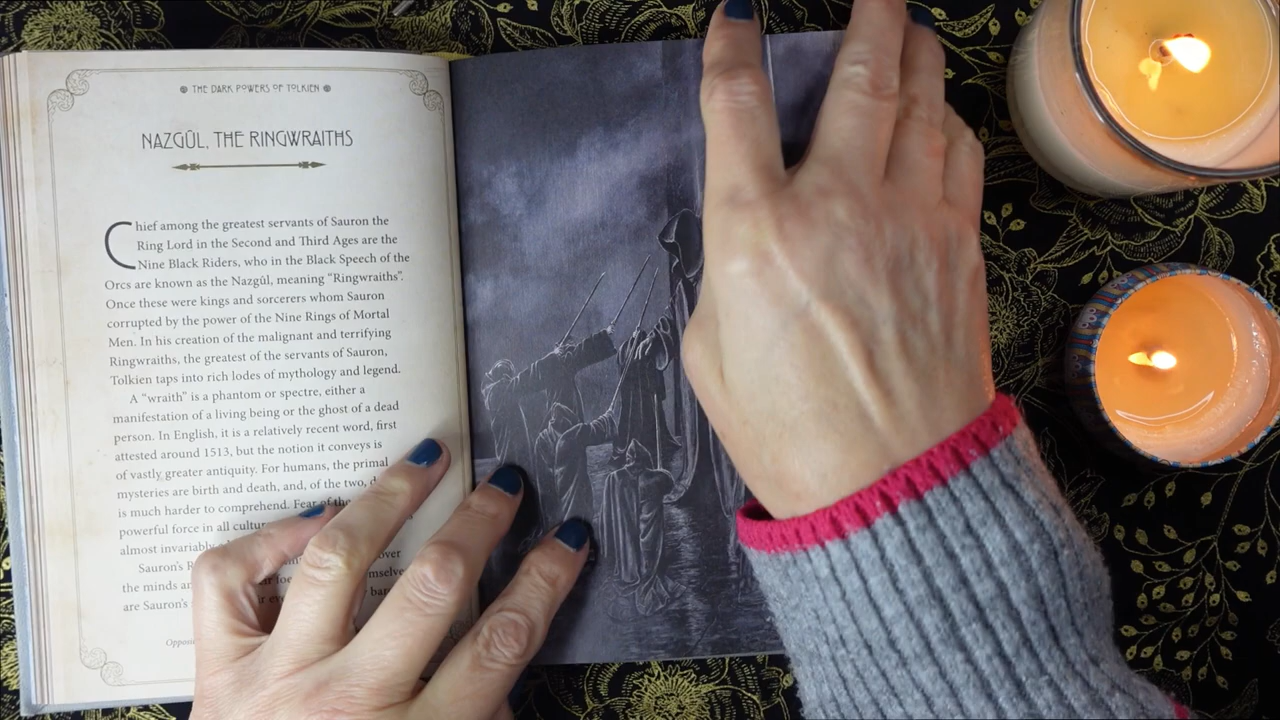 THE DARK POWERS OF TOLKIEN
NAZGÛL, THE RINGWRAITHS
Chief among the greatest servants of Sauron the
Ring Lord in the Second and Third Ages are the
Nine Black Riders, who in the Black Speech of the
Orcs are known as the Nazgûl, meaning “Ringwraiths”.
Once these were kings and sorcerers whom Sauron
corrupted by the power of the Nine Rings of Mortal
Men. In his creation of the malignant and terrifying
Ringwraiths, the greatest of the servants of Sauron,
Tolkien taps into rich lodes of mythology and legend.
A “wraith” is a phantom or spectre, either a
manifestation of a living being or the ghost of a dead
person. In English, it is a relatively recent word, first
attested around 1513, but the notion it conveys is
of vastly greater antiquity. For humans, the primal
mysteries are birth and death, and, of the two, d
is much harder to comprehend. Fear of the
powerful force in all cultur
almost invariably
Sauron's R over
the minds an
are Sauron's